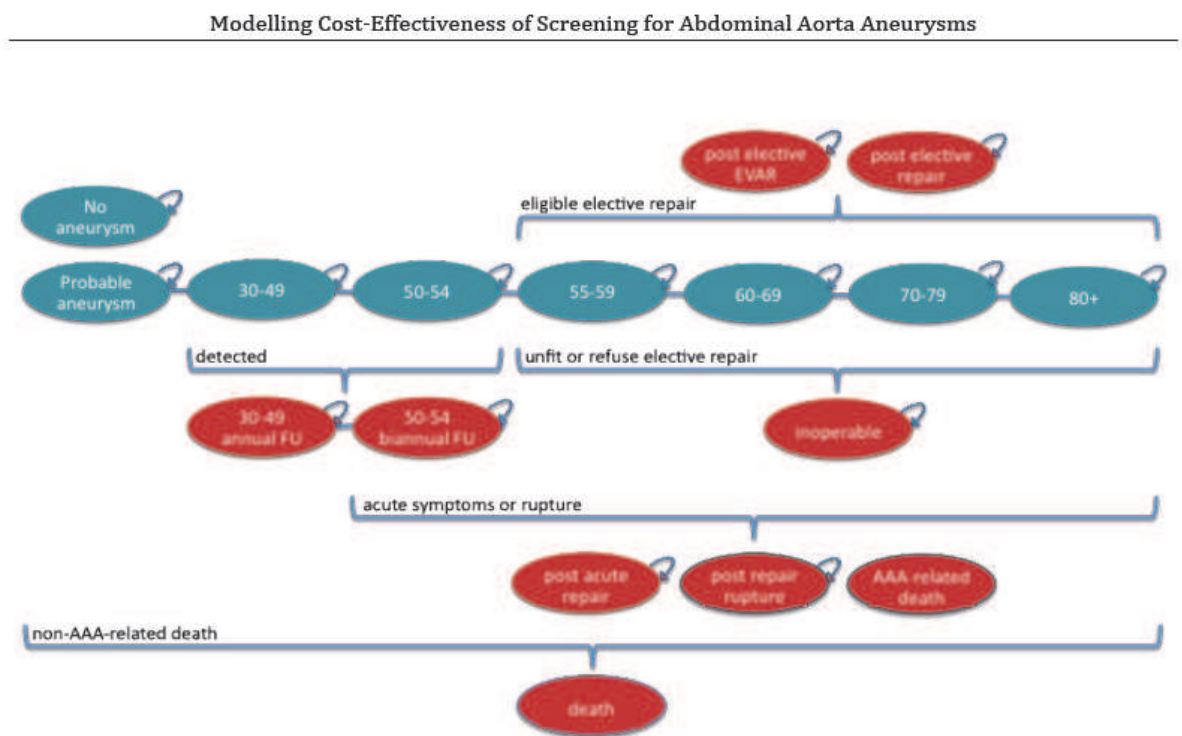 Modelling Cost-Effectiveness of Screening for Abdominal Aorta Aneurysms
post elective
EVAR
post elective
repair
No
aneurysm
eligible elective repair
Probable
aneurysm
30-49
50-54
55-59
60-69
70-79
80+
detected
unfit or refuse elective repair
30-49
annual FU
50-54
biannual FU
inoperable
acute symptoms or rupture
post acute
repair
post repair
rupture
AAA-related
death
non-AAA-related death
death